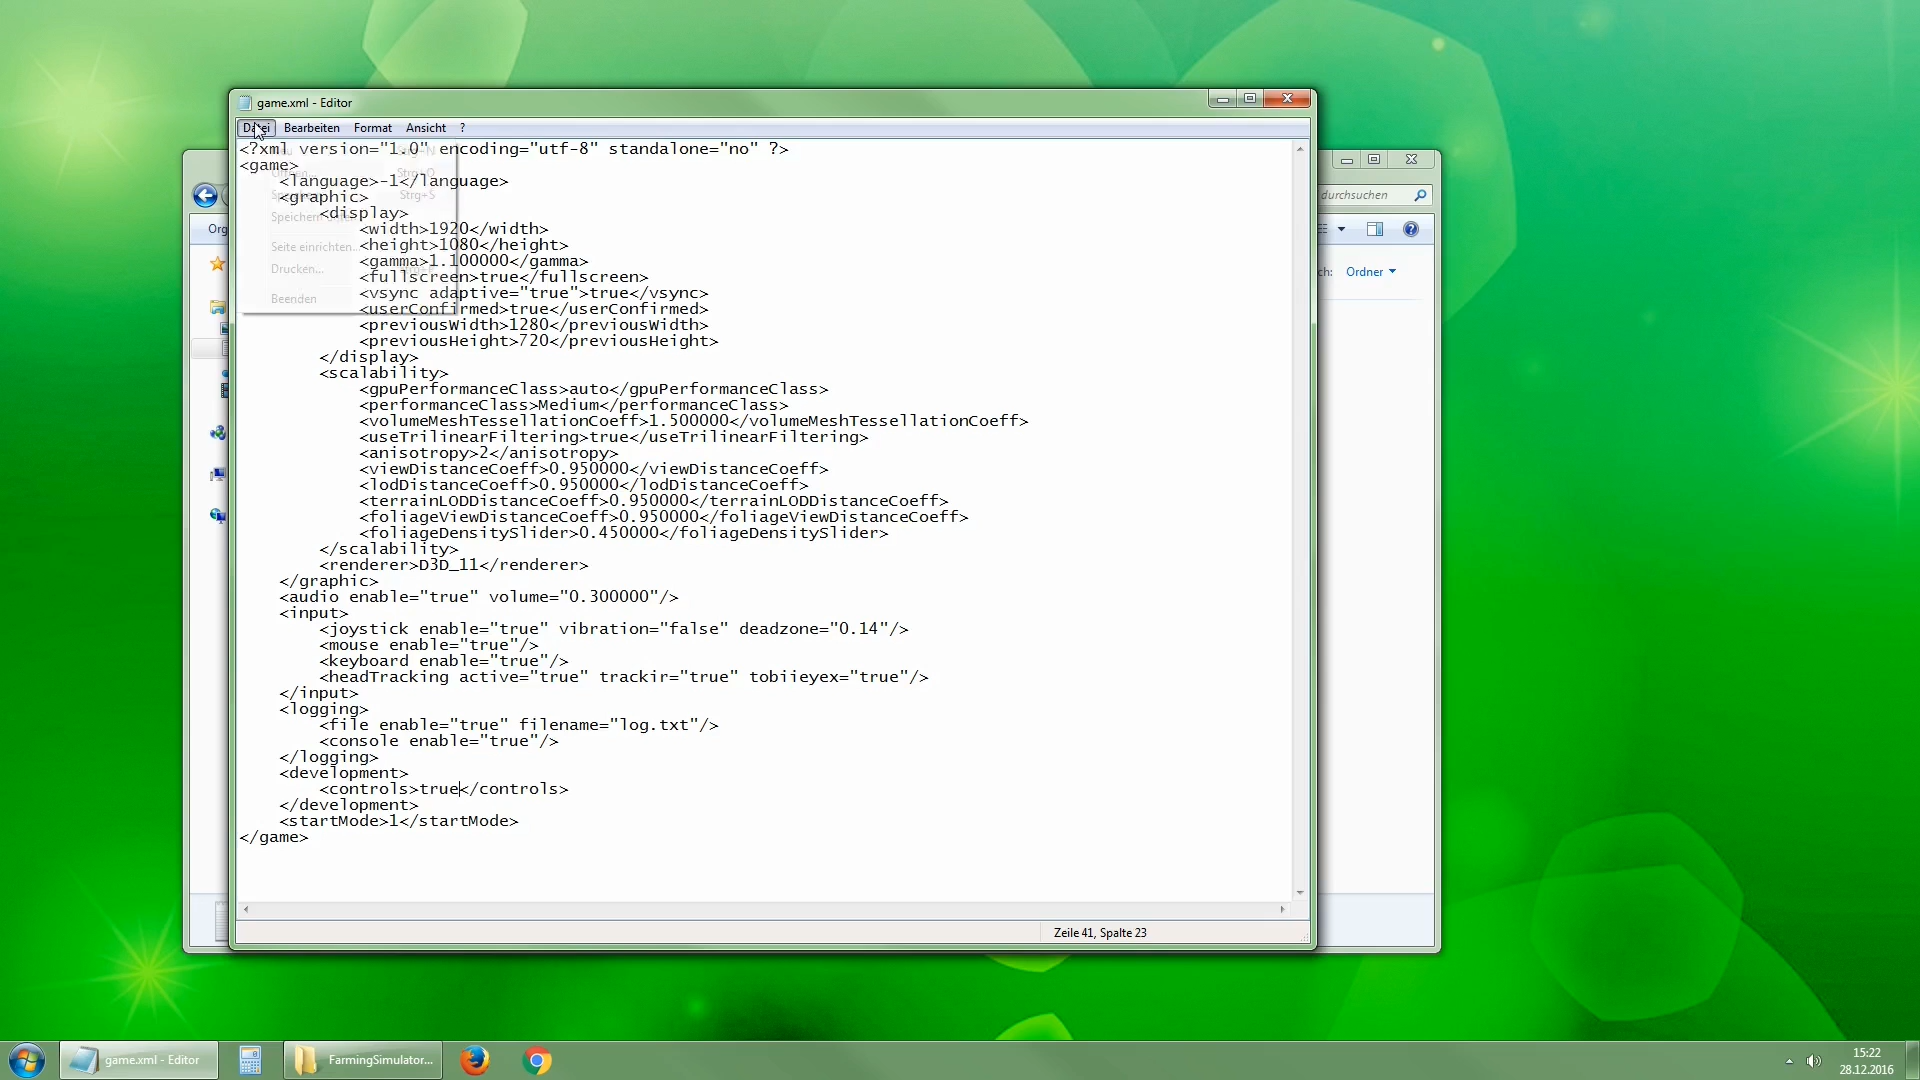 game.xml - Editor
Datei Bearbeiten Format Ansicht ?
<?xml version="1.0" encoding="utf-8" standalone="no" ?>
<game>
<language>-1</language>
<graphic>
<display>
<width>1920</width>
<height>1080</height>
<gamma>1.100000</gamma>
<fullscreen>true</fullscreen>
<vsync adaptive="true">true</vsync>
<userConfirmed>true</userConfirmed>
<previousWidth>1280</previousWidth>
<previousHeight>720</previousHeight>
</display>
<scalability>
<gpuPerformanceClass>auto</gpuPerformanceClass>
<performanceClass>Medium</performanceClass>
<volumeMeshTessellationCoeff>1.500000</volumeMeshTessellationCoeff>
<useTrilinearFiltering>true</useTrilinearFiltering>
<anisotropy>2</anisotropy>
<viewDistanceCoeff>0.950000</viewDistanceCoeff>
<lodDistanceCoeff>0.950000</lodDistanceCoeff>
<terrainLODDistanceCoeff>0.950000</terrainLODDistanceCoeff>
<foliageViewDistanceCoeff>0.950000</foliageViewDistanceCoeff>
<foliageDensitySlider>0.450000</foliageDensitySlider>
</scalability>
<renderer>D3D_11</renderer>
</graphic>
<audio enable="true" volume="0.300000"/>
<input>
<joystick enable="true" vibration="false" deadzone="0.14"/>
<mouse enable="true"/>
<keyboard enable="true"/>
<headTracking active="true" trackir="true" tobiieyex="true"/>
</input>
<logging>
<file enable="true" filename="log.txt"/>
<console enable="true"/>
</logging>
<development>
<controls>true</controls>
</development>
<startMode>1</startMode>
</game>
Strg+O
Strg+S
Seite einrichten...
Drucken...
Beenden
Zeile 41, Spalte 23
Org
durchsuchen
ch: Ordner
game.xml - Editor
FarmingSimulator...
15:22
28.12.2016